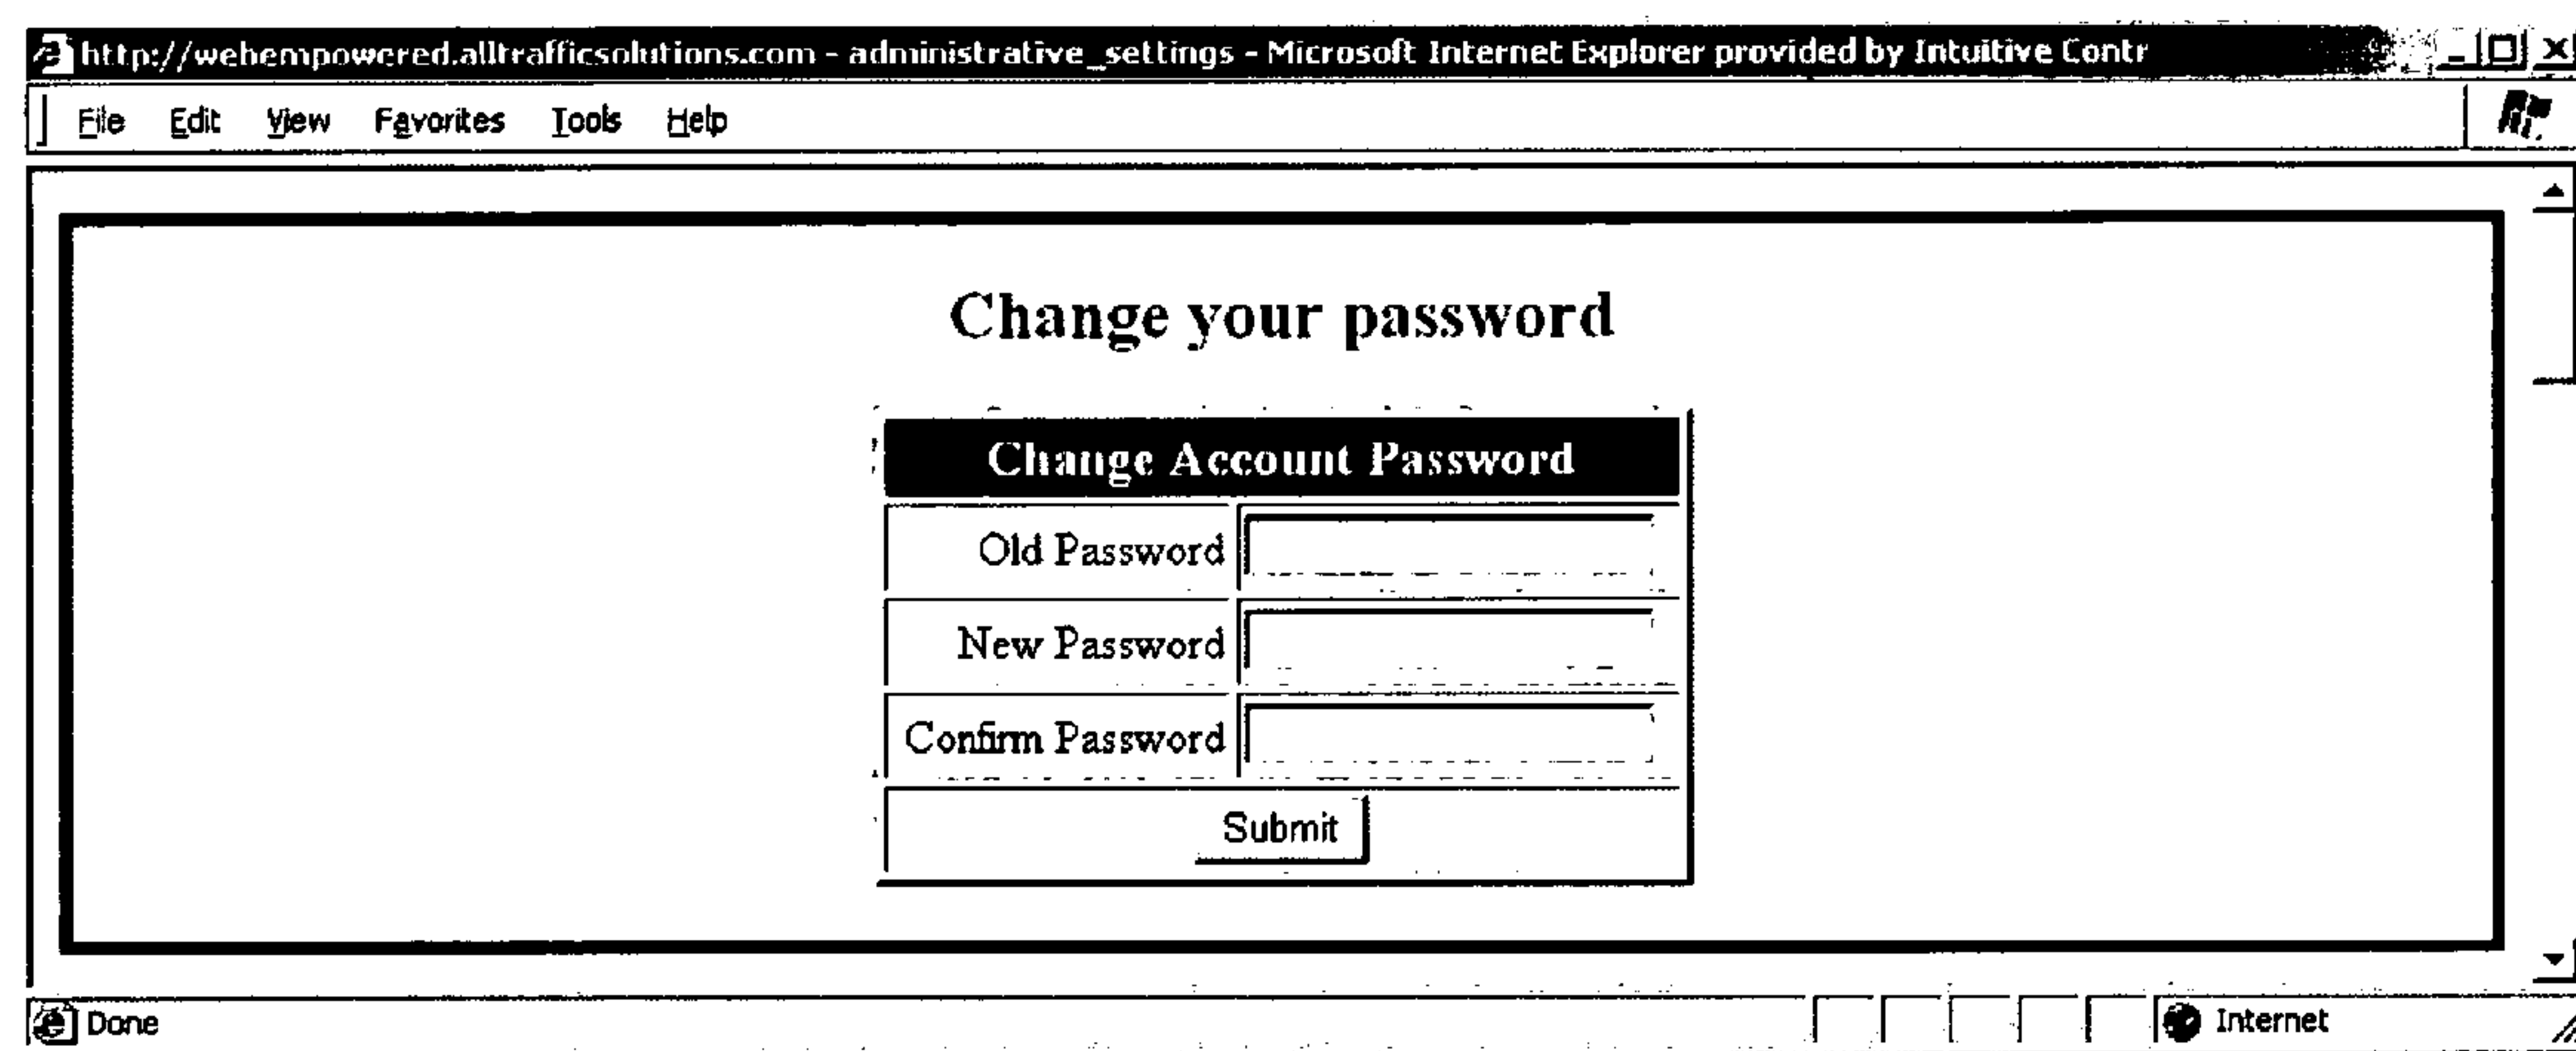 http://webempowered.alltrafficsolutions.com - administrative_settings - Microsoft Internet Explorer provided by Intuitive Contr
File Edit View Favorites Tools Help
Change your password
Change Account Password
Old Password
New Password
Confirm Password
Submit
Done
Internet